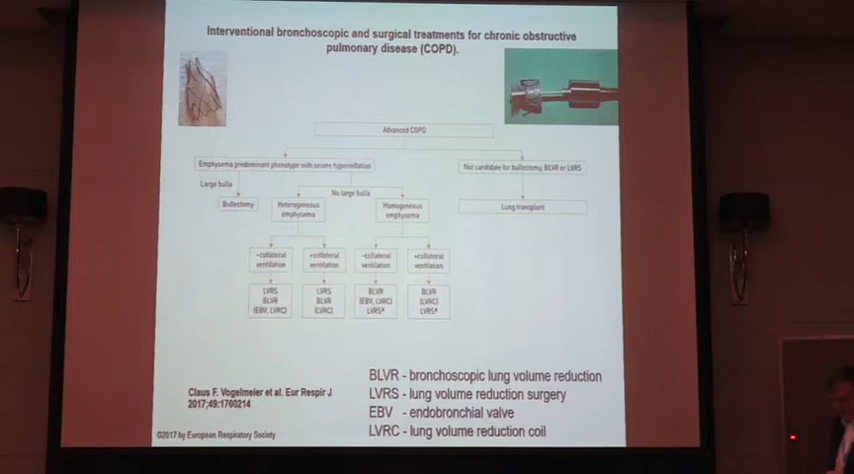 Interventional bronchoscopic and surgical treatments for chronic obstructive
pulmonary disease (COPD).
Advanced COPD
Emphysema predominant phenotype with severe hyperinflation
Not candidate for bullectomy, BLVR or LVRS
Large bulla
No large bulla
Bullectomy
Heterogeneous
emphysema
Homogeneous
emphysema
Lung transplant
-collateral
ventilation
+collateral
ventilation
-collateral
ventilation
+collateral
ventilation
LVRS
BLVR
(EBV, LVRC)
LVRS
BLVR
(LVRC)
BLVR
(EBV, LVRC)
LVRS#
BLVR
(LVRC)
LVRS#
BLVR - bronchoscopic lung volume reduction
LVRS - lung volume reduction surgery
EBV - endobronchial valve
LVRC - lung volume reduction coil
Claus F. Vogelmeier et al. Eur Respir J
2017;49:1700214
©2017 by European Respiratory Society